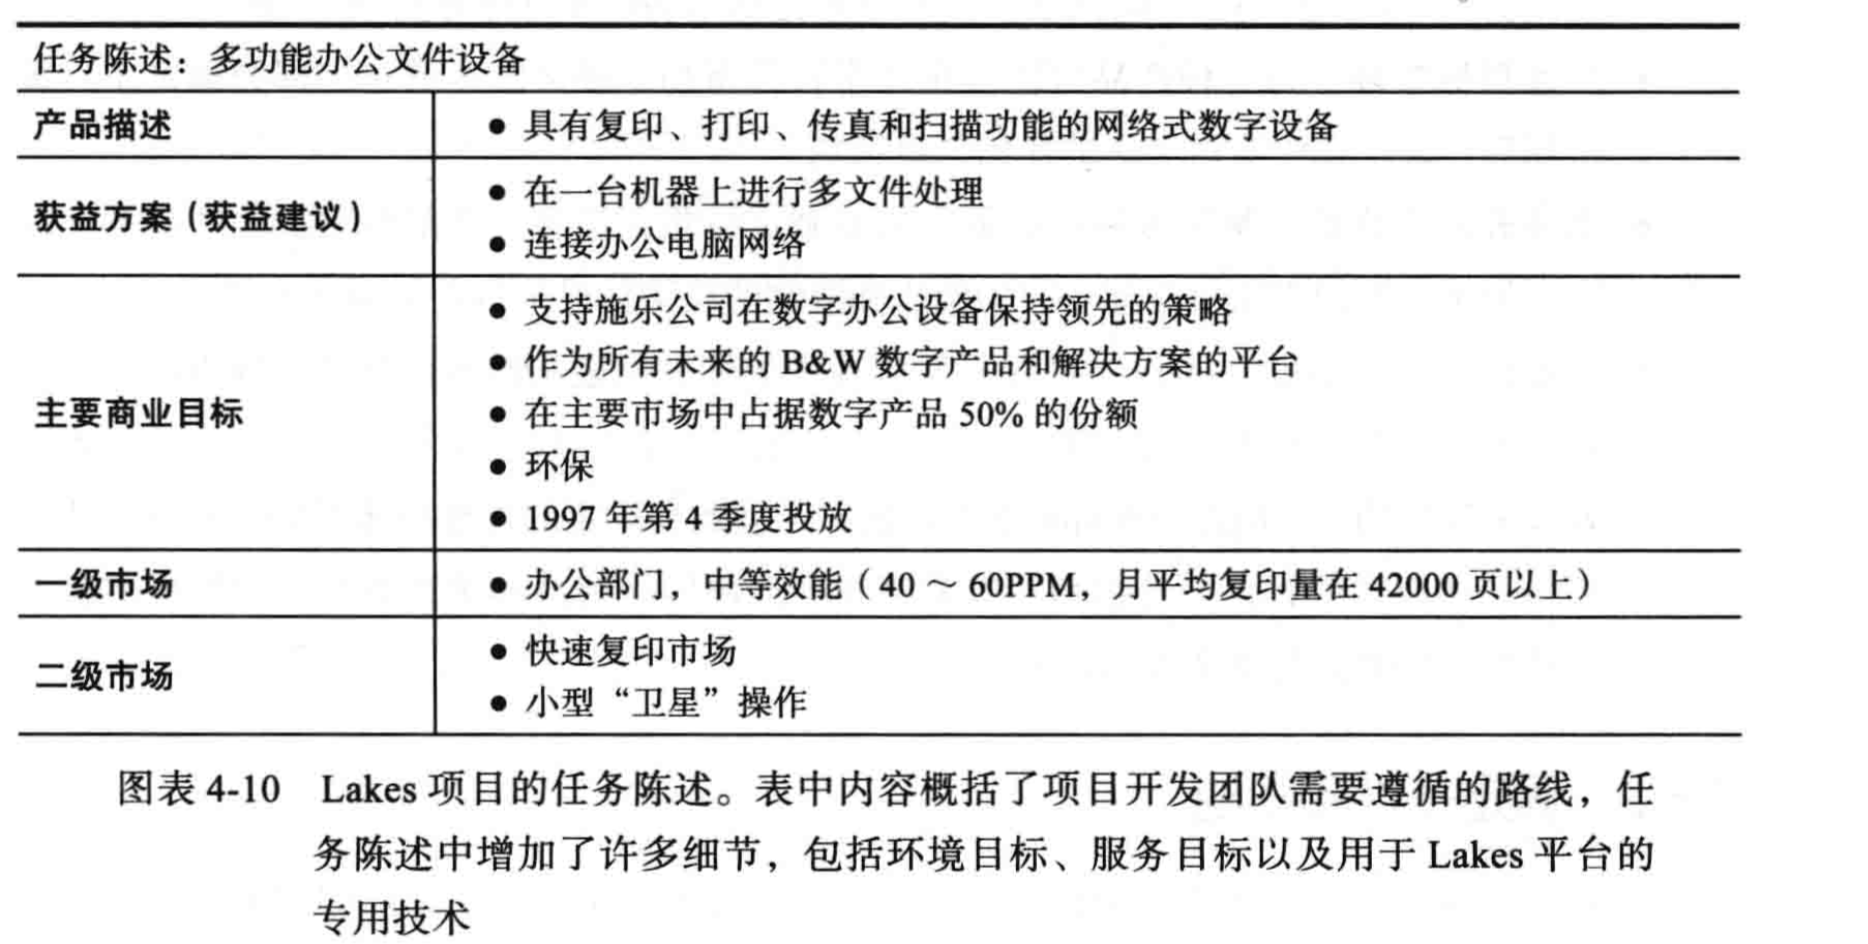 任务陈述：多功能办公文件设备
产品描述
● 具有复印、打印、传真和扫描功能的网络式数字设备
获益方案（获益建议）
● 在一台机器上进行多文件处理
● 连接办公电脑网络
主要商业目标
● 支持施乐公司在数字办公设备保持领先的策略
● 作为所有未来的 B&W 数字产品和解决方案的平台
● 在主要市场中占据数字产品 50% 的份额
● 环保
● 1997 年第 4 季度投放
一级市场
● 办公部门，中等效能（40 ～ 60PPM，月平均复印量在 42000 页以上）
二级市场
● 快速复印市场
● 小型“卫星”操作
图表 4-10 Lakes 项目的任务陈述。表中内容概括了项目开发团队需要遵循的路线，任
务陈述中增加了许多细节，包括环境目标、服务目标以及用于 Lakes 平台的
专用技术